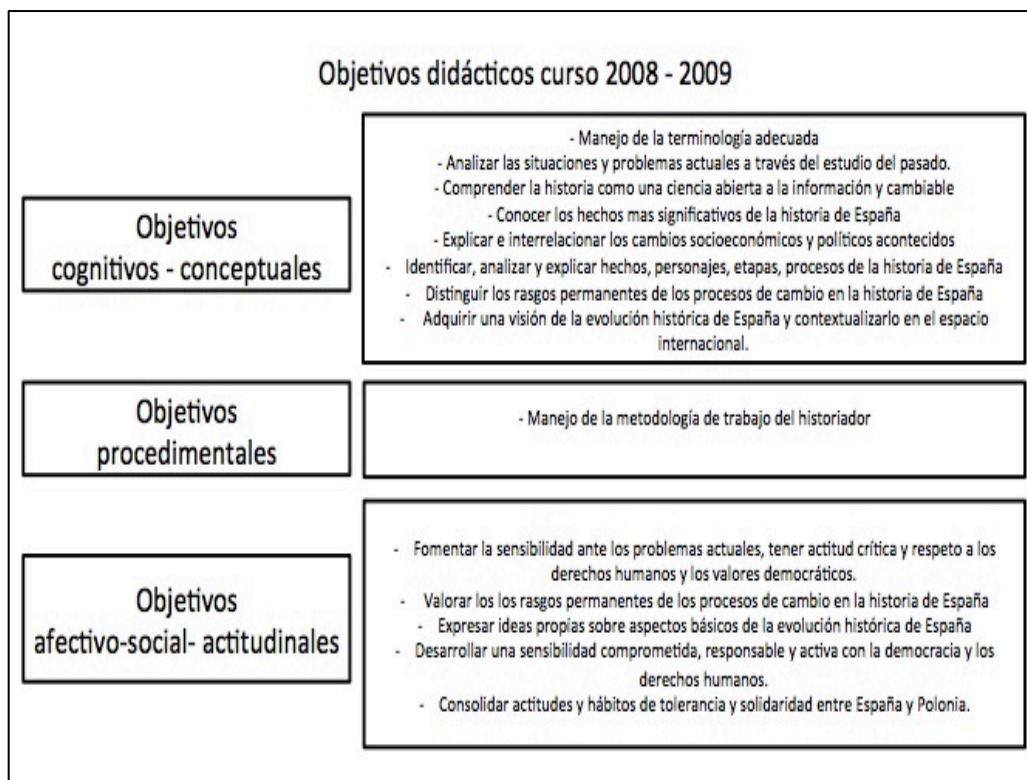 Objetivos didácticos curso 2008 - 2009
Objetivos
cognitivos - conceptuales
- Manejo de la terminología adecuada
- Analizar las situaciones y problemas actuales a través del estudio del pasado.
- Comprender la historia como una ciencia abierta a la información y cambiable
- Conocer los hechos mas significativos de la historia de España
- Explicar e interrelacionar los cambios socioeconómicos y políticos acontecidos
- Identificar, analizar y explicar hechos, personajes, etapas, procesos de la historia de España
- Distinguir los rasgos permanentes de los procesos de cambio en la historia de España
- Adquirir una visión de la evolución histórica de España y contextualizarlo en el espacio
internacional.
Objetivos
procedimentales
- Manejo de la metodología de trabajo del historiador
Objetivos
afectivo-social- actitudinales
- Fomentar la sensibilidad ante los problemas actuales, tener actitud crítica y respeto a los
derechos humanos y los valores democráticos.
- Valorar los los rasgos permanentes de los procesos de cambio en la historia de España
- Expresar ideas propias sobre aspectos básicos de la evolución histórica de España
- Desarrollar una sensibilidad comprometida, responsable y activa con la democracia y los
derechos humanos.
- Consolidar actitudes y hábitos de tolerancia y solidaridad entre España y Polonia.